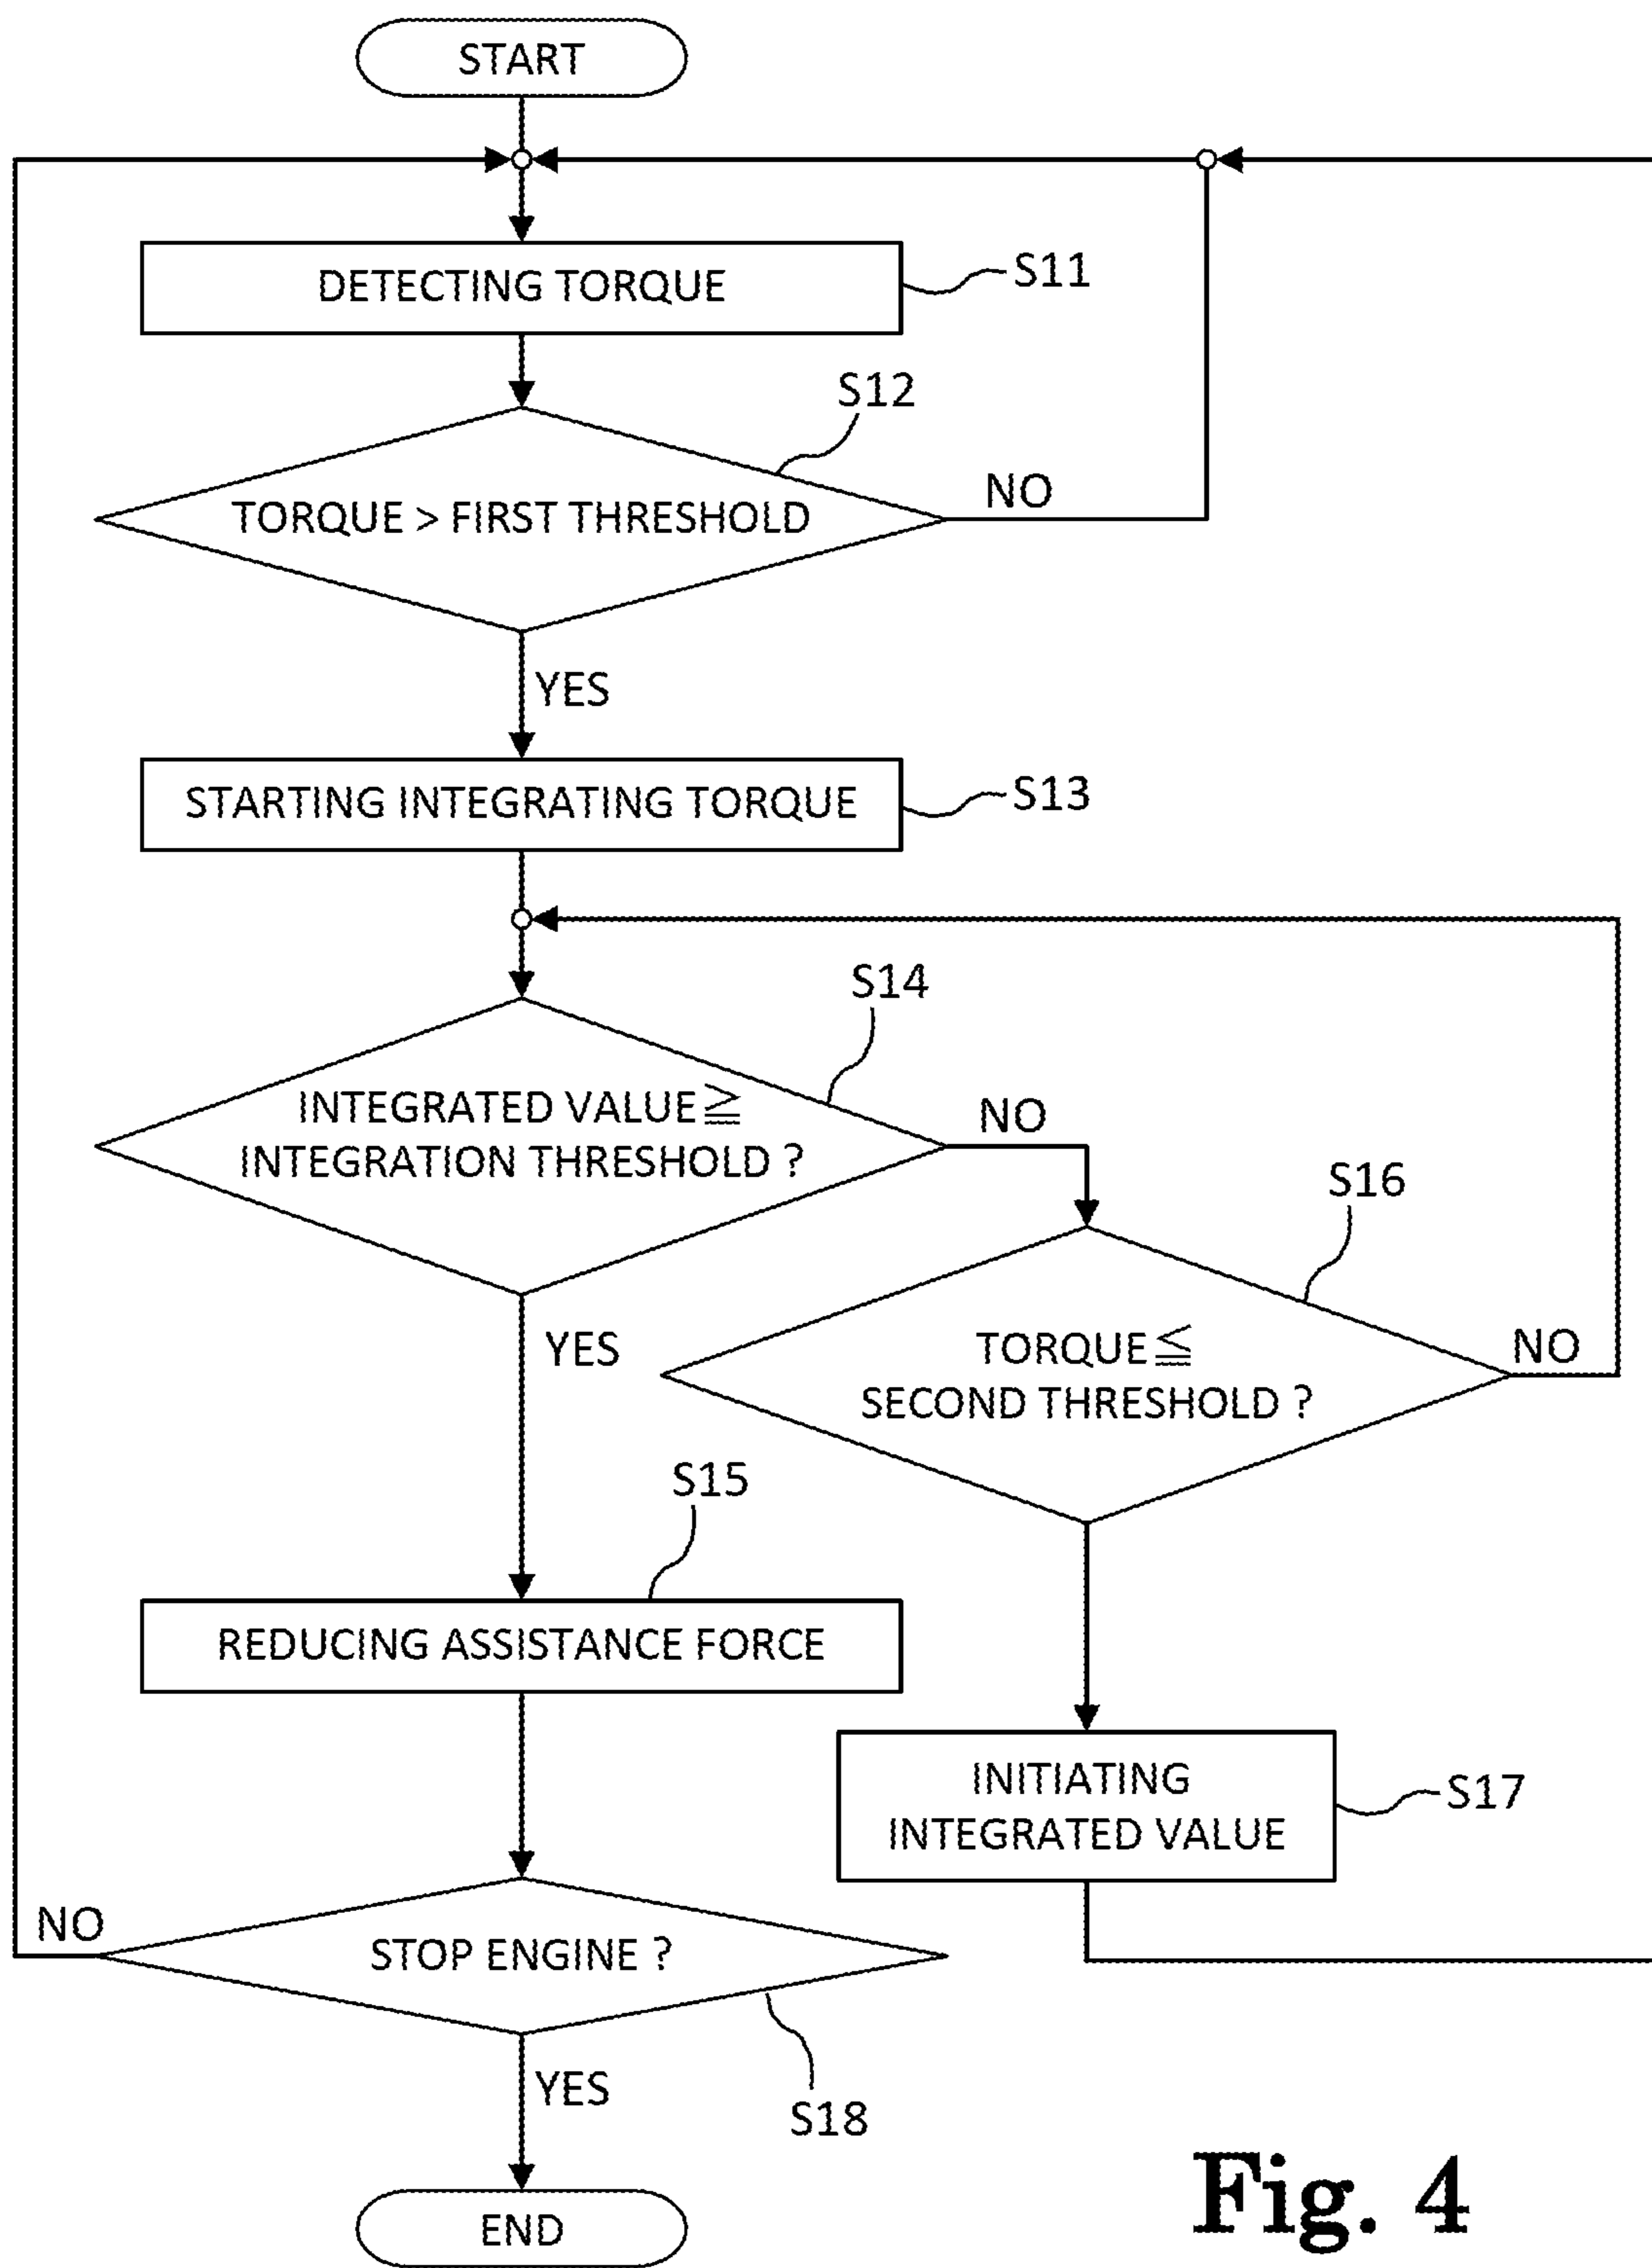 START
DETECTING TORQUE
S11
S12
TORQUE > FIRST THRESHOLD
NO
YES
STARTING INTEGRATING TORQUE
S13
S14
INTEGRATED VALUE ≧
INTEGRATION THRESHOLD ?
NO
S16
YES
TORQUE ≦
SECOND THRESHOLD ?
NO
S15
REDUCING ASSISTANCE FORCE
INITIATING
INTEGRATED VALUE
S17
NO
STOP ENGINE ?
YES
S18
END
Fig. 4